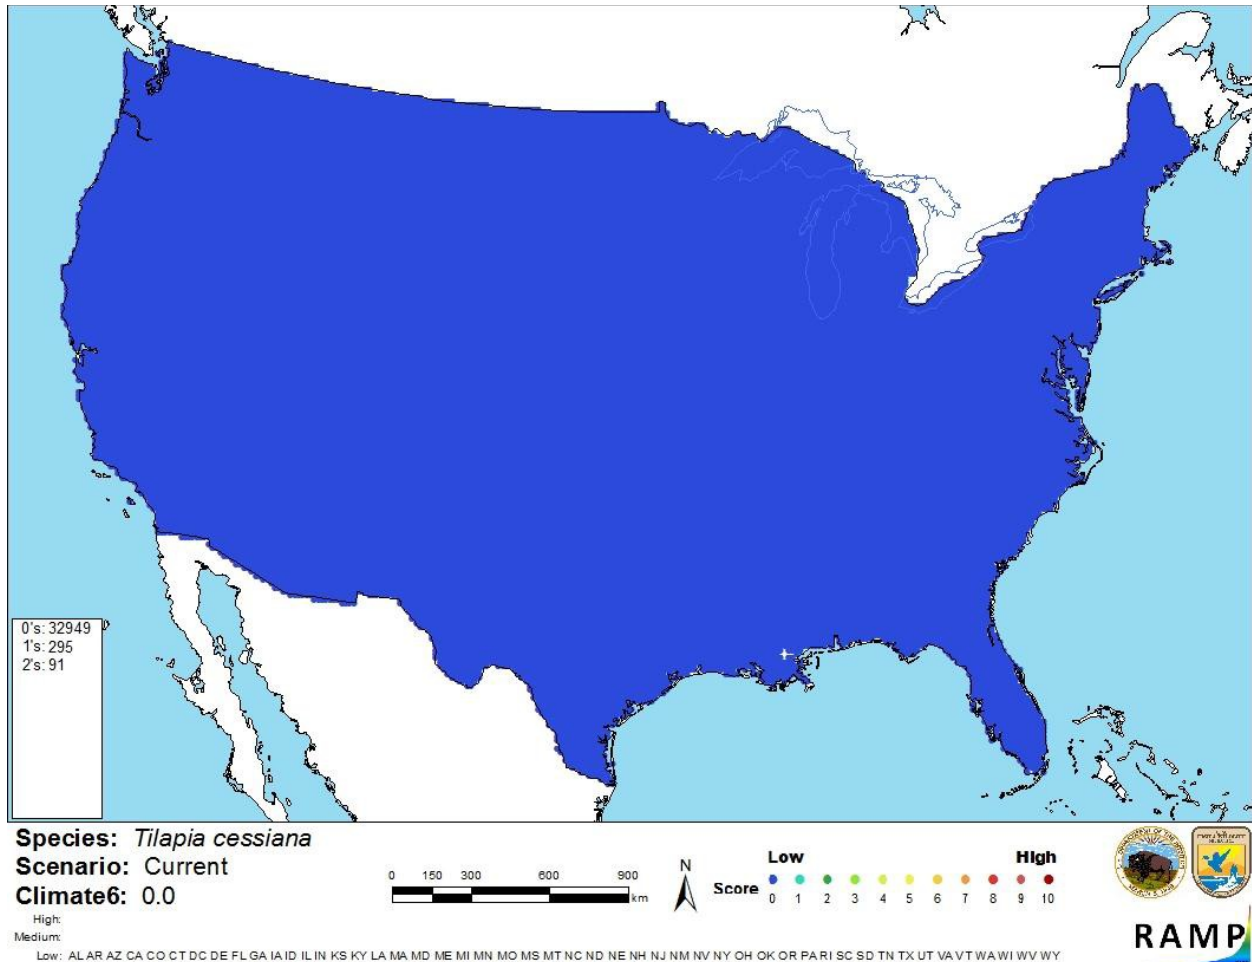 0's: 32949
1's: 295
2's: 91
Species: Tilapia cessiana
Scenario: Current
Climate6: 0.0
High:
Medium:
Low: AL AR AZ CA CO CT DC DE FL GA IA ID IL IN KS KY LA MA MD ME MI MN MO MS MT NC ND NE NH NJ NM NV NY OH OK OR PA RI SC SD TN TX UT VA VT WA WI WV WY
0 150 300 600 900
km
N
Low High
Score
0 1 2 3 4 5 6 7 8 9 10
RAMP